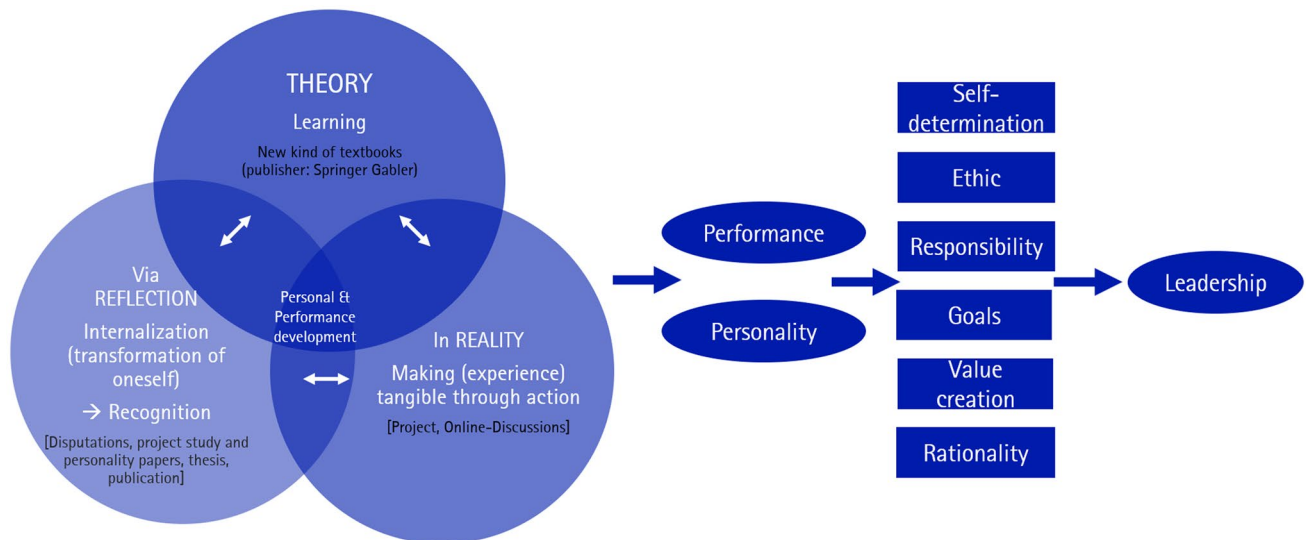 THEORY
Learning
New kind of textbooks
(publisher: Springer Gabler)
Via
REFLECTION
Internalization
(transformation of
oneself)
→ Recognition
[Disputations, project study and
personality papers, thesis,
publication]
Personal &
Performance
development
In REALITY
Making (experience)
tangible through action
[Project, Online-Discussions]
Performance
Personality
Self-
determination
Ethic
Responsibility
Goals
Value
creation
Rationality
Leadership